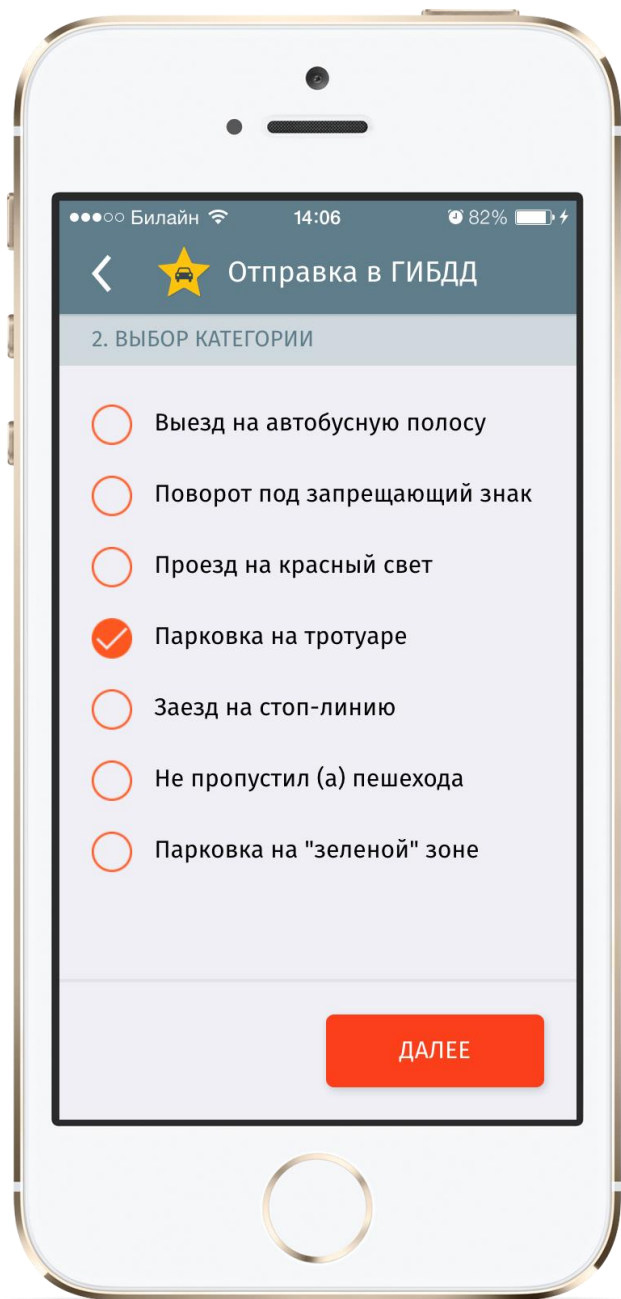 Билайн 14:06 82%
Отправка в ГИБДД
2. ВЫБОР КАТЕГОРИИ
Выезд на автобусную полосу
Поворот под запрещающий знак
Проезд на красный свет
Парковка на тротуаре
Заезд на стоп-линию
Не пропустил (а) пешехода
Парковка на "зеленой" зоне
ДАЛЕЕ